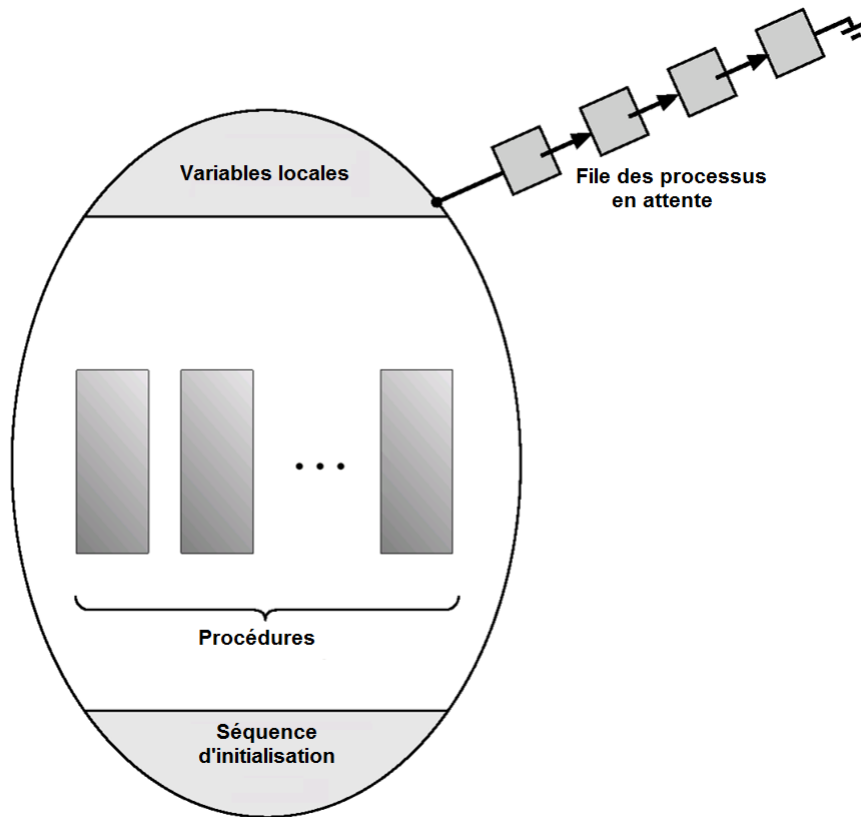 Variables locales
File des processus
en attente
Procédures
Séquence
d'initialisation